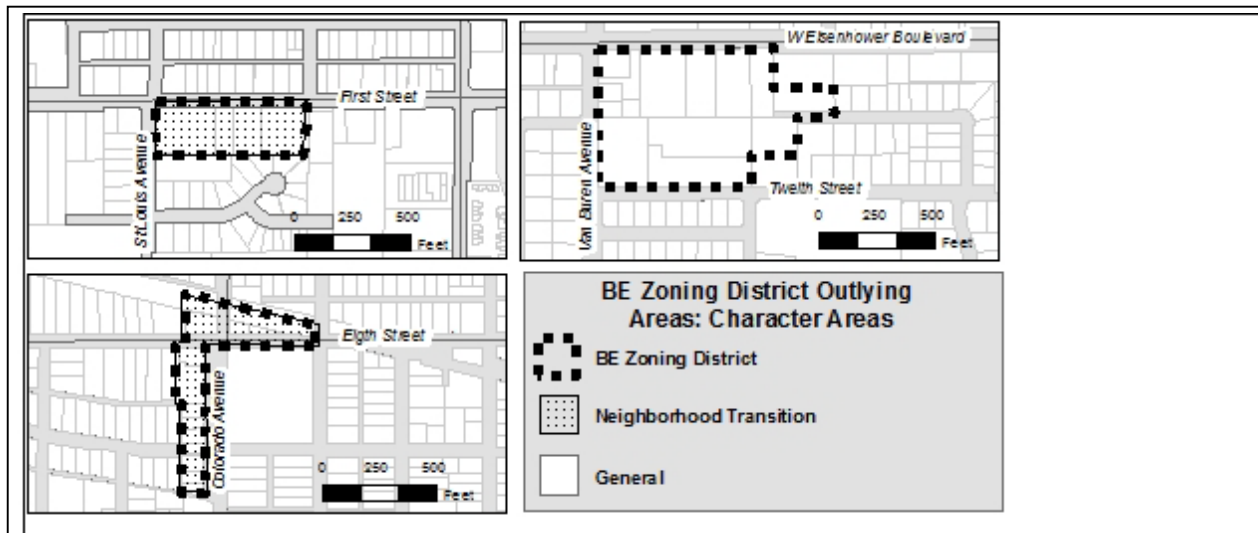 First Street
St Louis Avenue
0 250 500
Feet
W Eisenhower Boulevard
Van Buren Avenue
Twelth Street
0 250 500
Feet
Eigth Street
Colorado Avenue
0 250 500
Feet
BE Zoning District Outlying
Areas: Character Areas
BE Zoning District
Neighborhood Transition
General